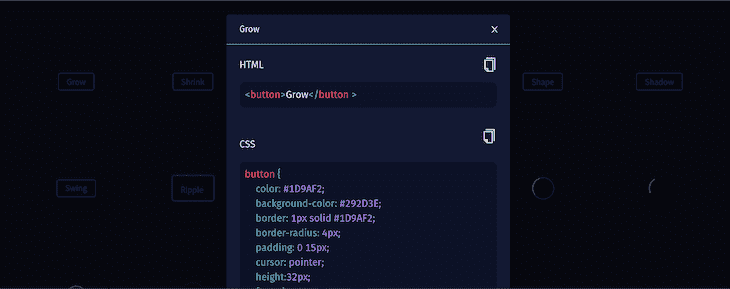 Grow
X
HTML
<button>Grow</button >
CSS
button {
color: #1D9AF2;
background-color: #292D3E;
border: 1px solid #1D9AF2;
border-radius: 4px;
padding: 0 15px;
cursor: pointer;
height:32px;
Grow
Shrink
Shape
Shadow
Swing
Ripple